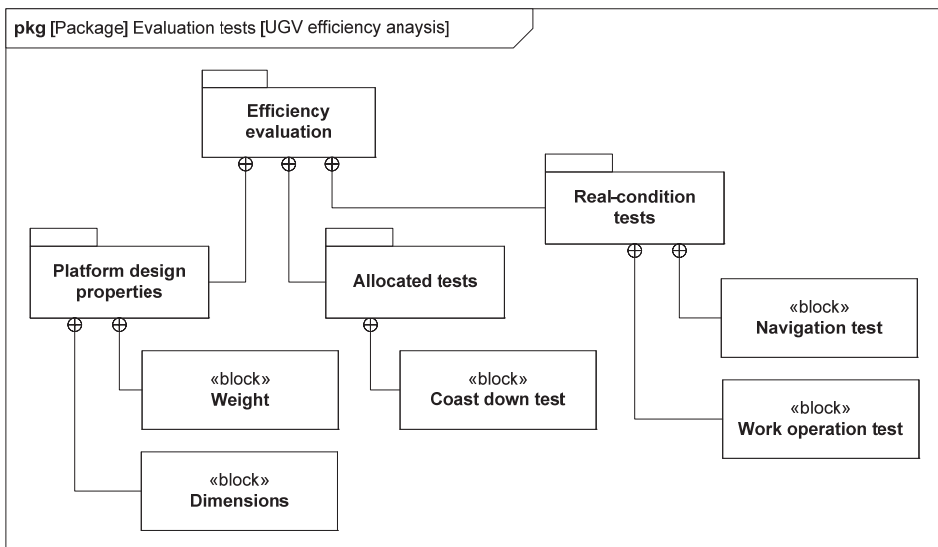 pkg [Package] Evaluation tests [UGV efficiency anaysis]
Efficiency
evaluation
Real-condition
tests
Platform design
properties
Allocated tests
«block»
Navigation test
«block»
Weight
«block»
Coast down test
«block»
Work operation test
«block»
Dimensions